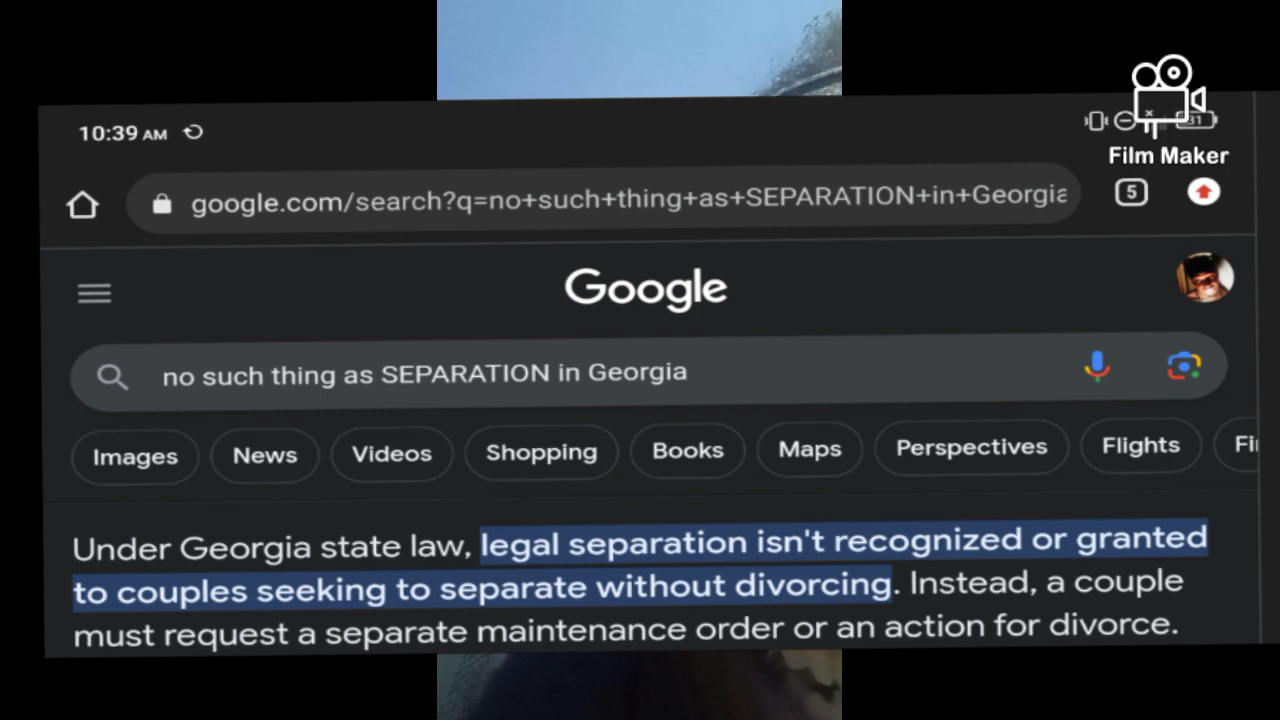 10:39 AM
31
Film Maker
google.com/search?q=no+such+thing+as+SEPARATION+in+Georgia
5
Google
no such thing as SEPARATION in Georgia
Images News Videos Shopping Books Maps Perspectives Flights Fi
Under Georgia state law, legal separation isn't recognized or granted
to couples seeking to separate without divorcing. Instead, a couple
must request a separate maintenance order or an action for divorce.